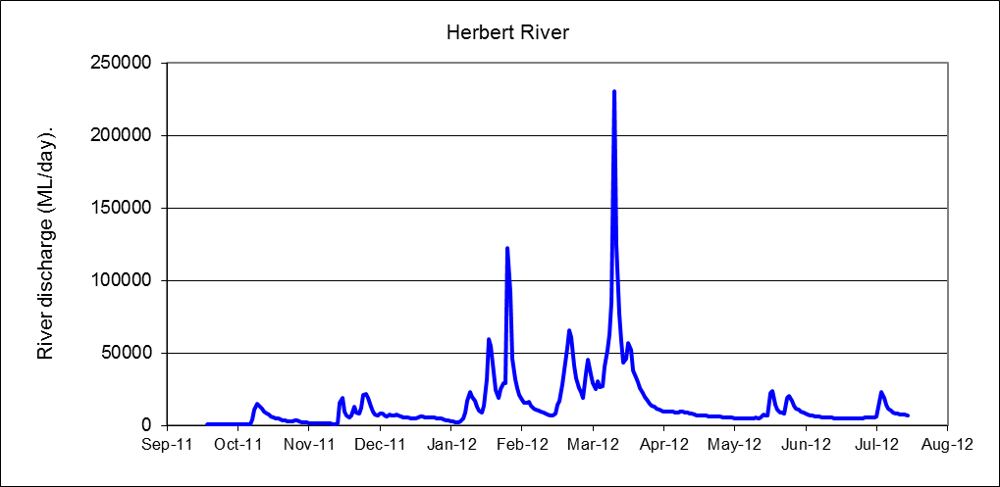 Herbert River
River discharge (ML/day).
250000
200000
150000
100000
50000
0
Sep-11 Oct-11 Nov-11 Dec-11 Jan-12 Feb-12 Mar-12 Apr-12 May-12 Jun-12 Jul-12 Aug-12